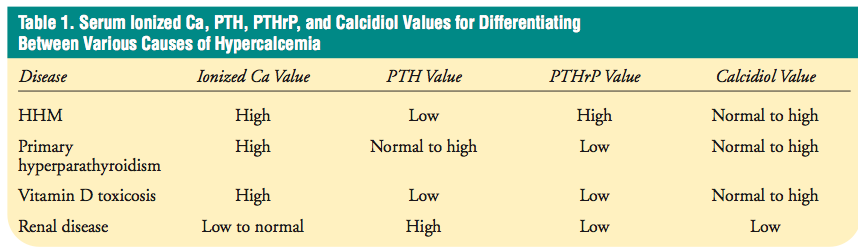 Table 1. Serum Ionized Ca, PTH, PTHrP, and Calcidiol Values for Differentiating
Between Various Causes of Hypercalcemia
Disease Ionized Ca Value PTH Value PTHrP Value Calcidiol Value
HHM High Low High Normal to high
Primary High Normal to high Low Normal to high
hyperparathyroidism
Vitamin D toxicosis High Low Low Normal to high
Renal disease Low to normal High Low Low